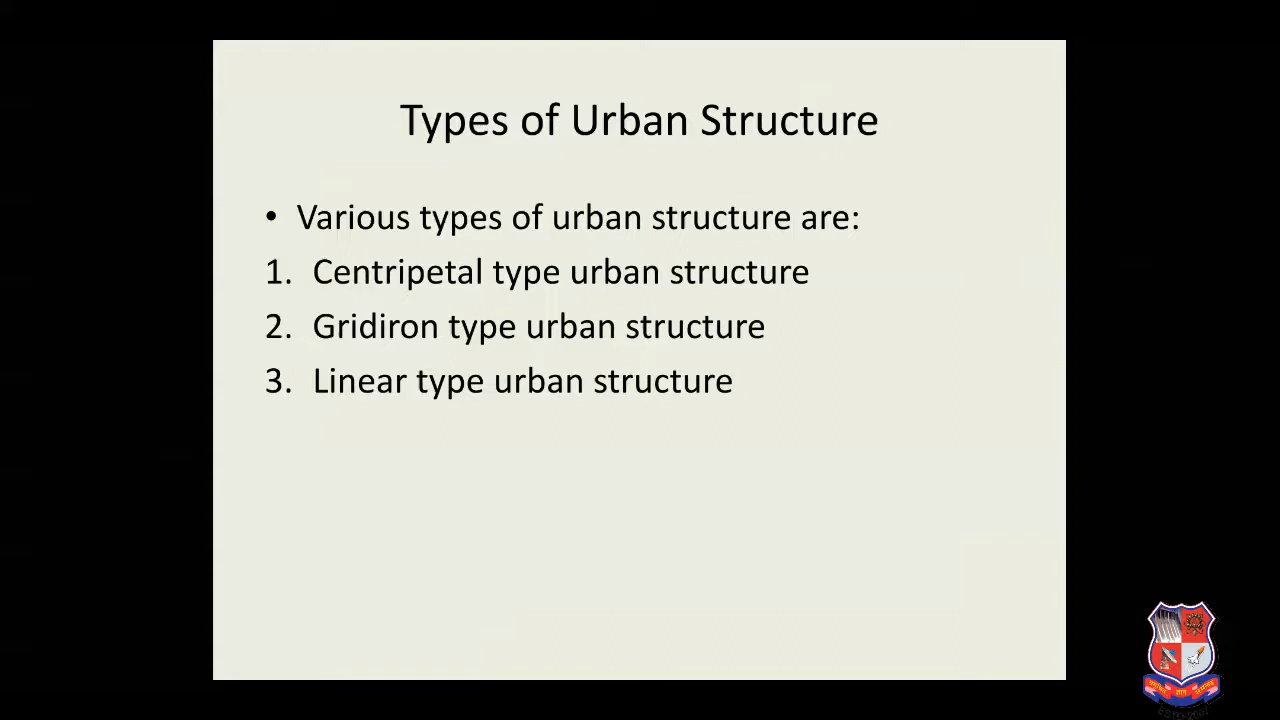 Types of Urban Structure
• Various types of urban structure are:
1. Centripetal type urban structure
2. Gridiron type urban structure
3. Linear type urban structure